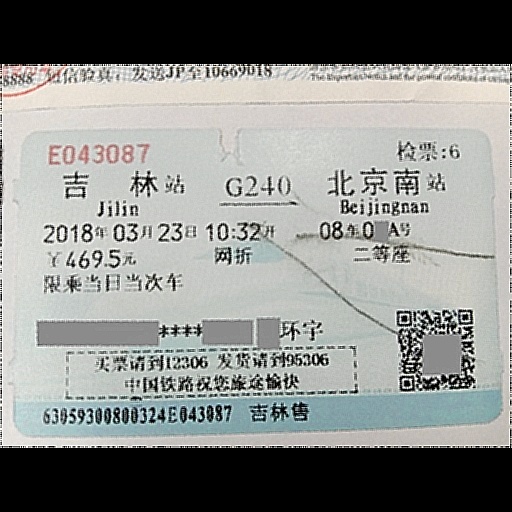 8888 短信验真：发送JP至10669018
E043087 检票:6
吉 林 站 G240 北京南 站
Jilin Beijingnan
2018年 03月 23日 10:32开 08车0 A号
￥469.5元 网折 二等座
限乘当日当次车
**** 环宇
买票请到12306 发货请到95306
中国铁路祝您旅途愉快
63059300800324E043087 吉林售